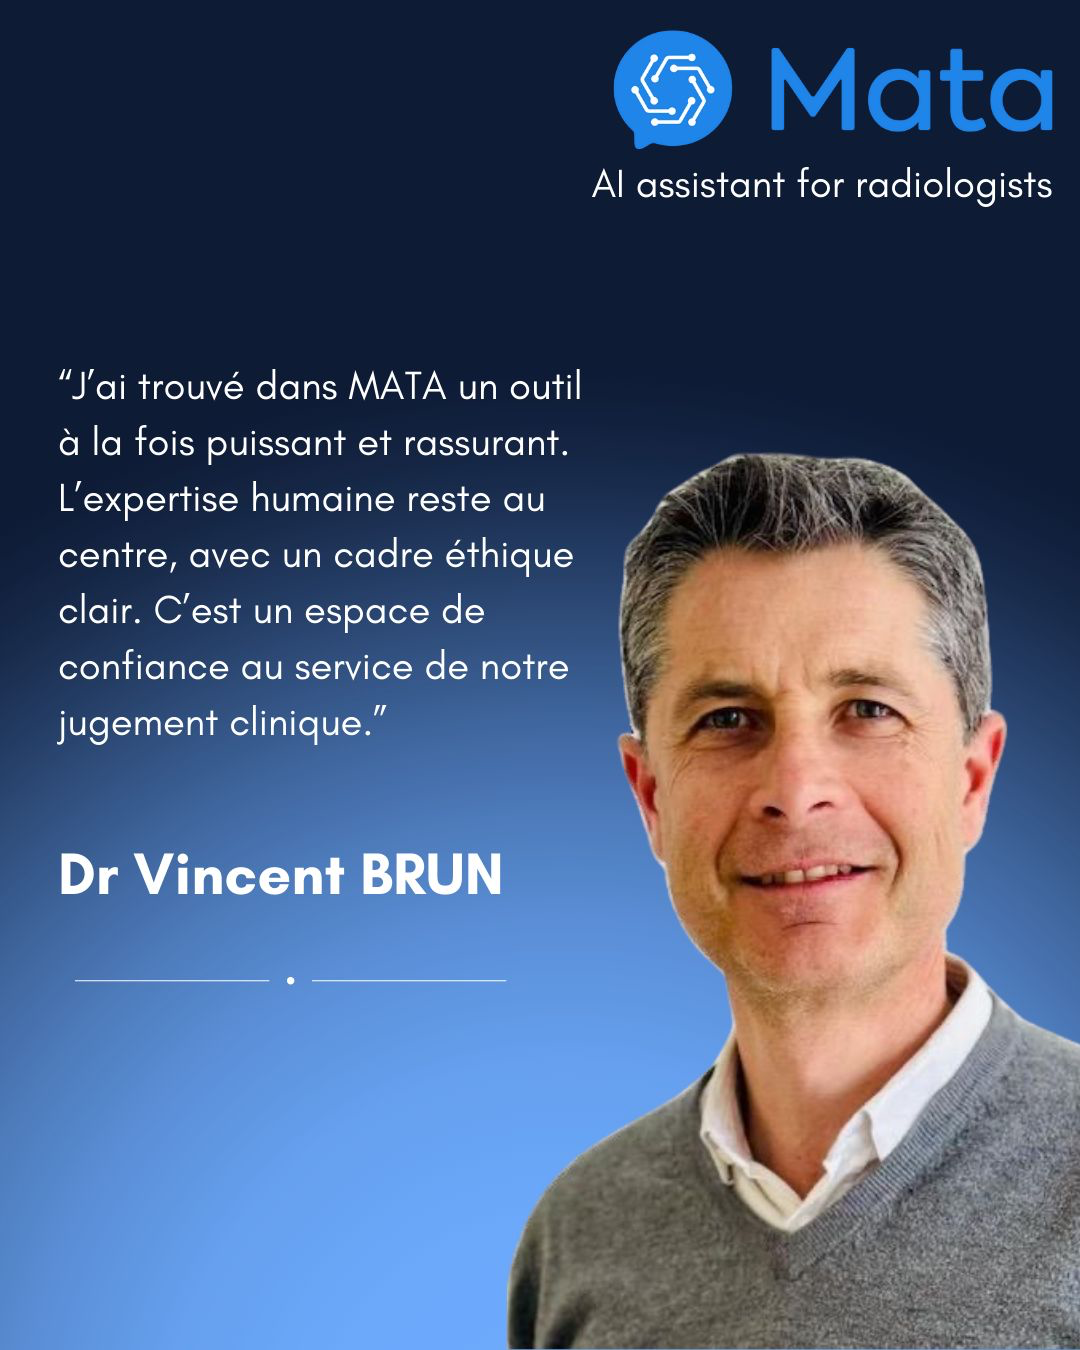 Mata
AI assistant for radiologists
“J’ai trouvé dans MATA un outil
à la fois puissant et rassurant.
L’expertise humaine reste au
centre, avec un cadre éthique
clair. C’est un espace de
confiance au service de notre
jugement clinique.”
Dr Vincent BRUN